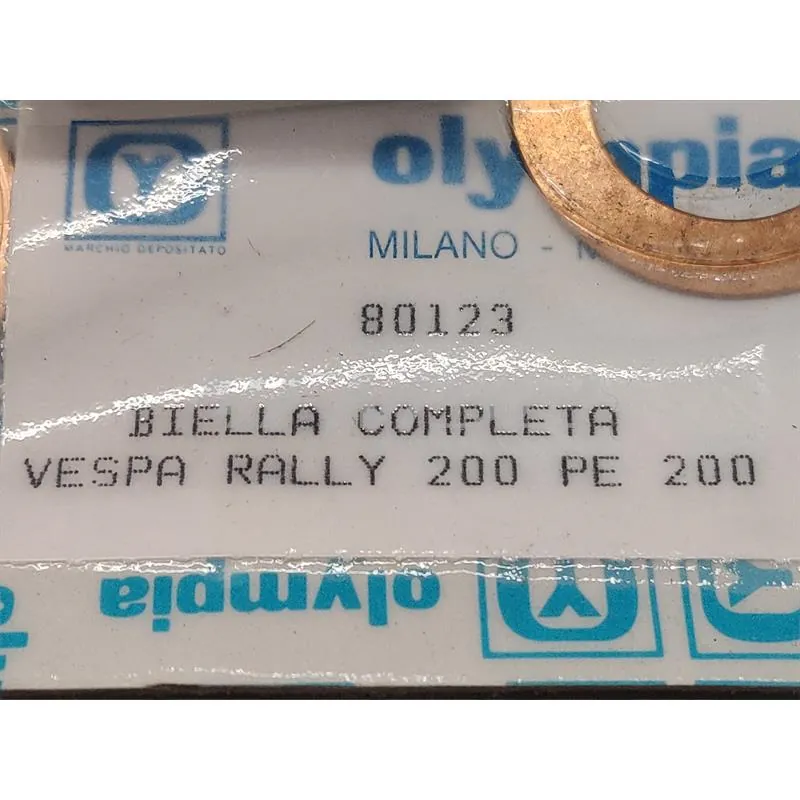 olympia
MARCHIO DEPOSITATO
MILANO -
80123
BIELLA COMPLETA
VESPA RALLY 200 PE 200
olympia